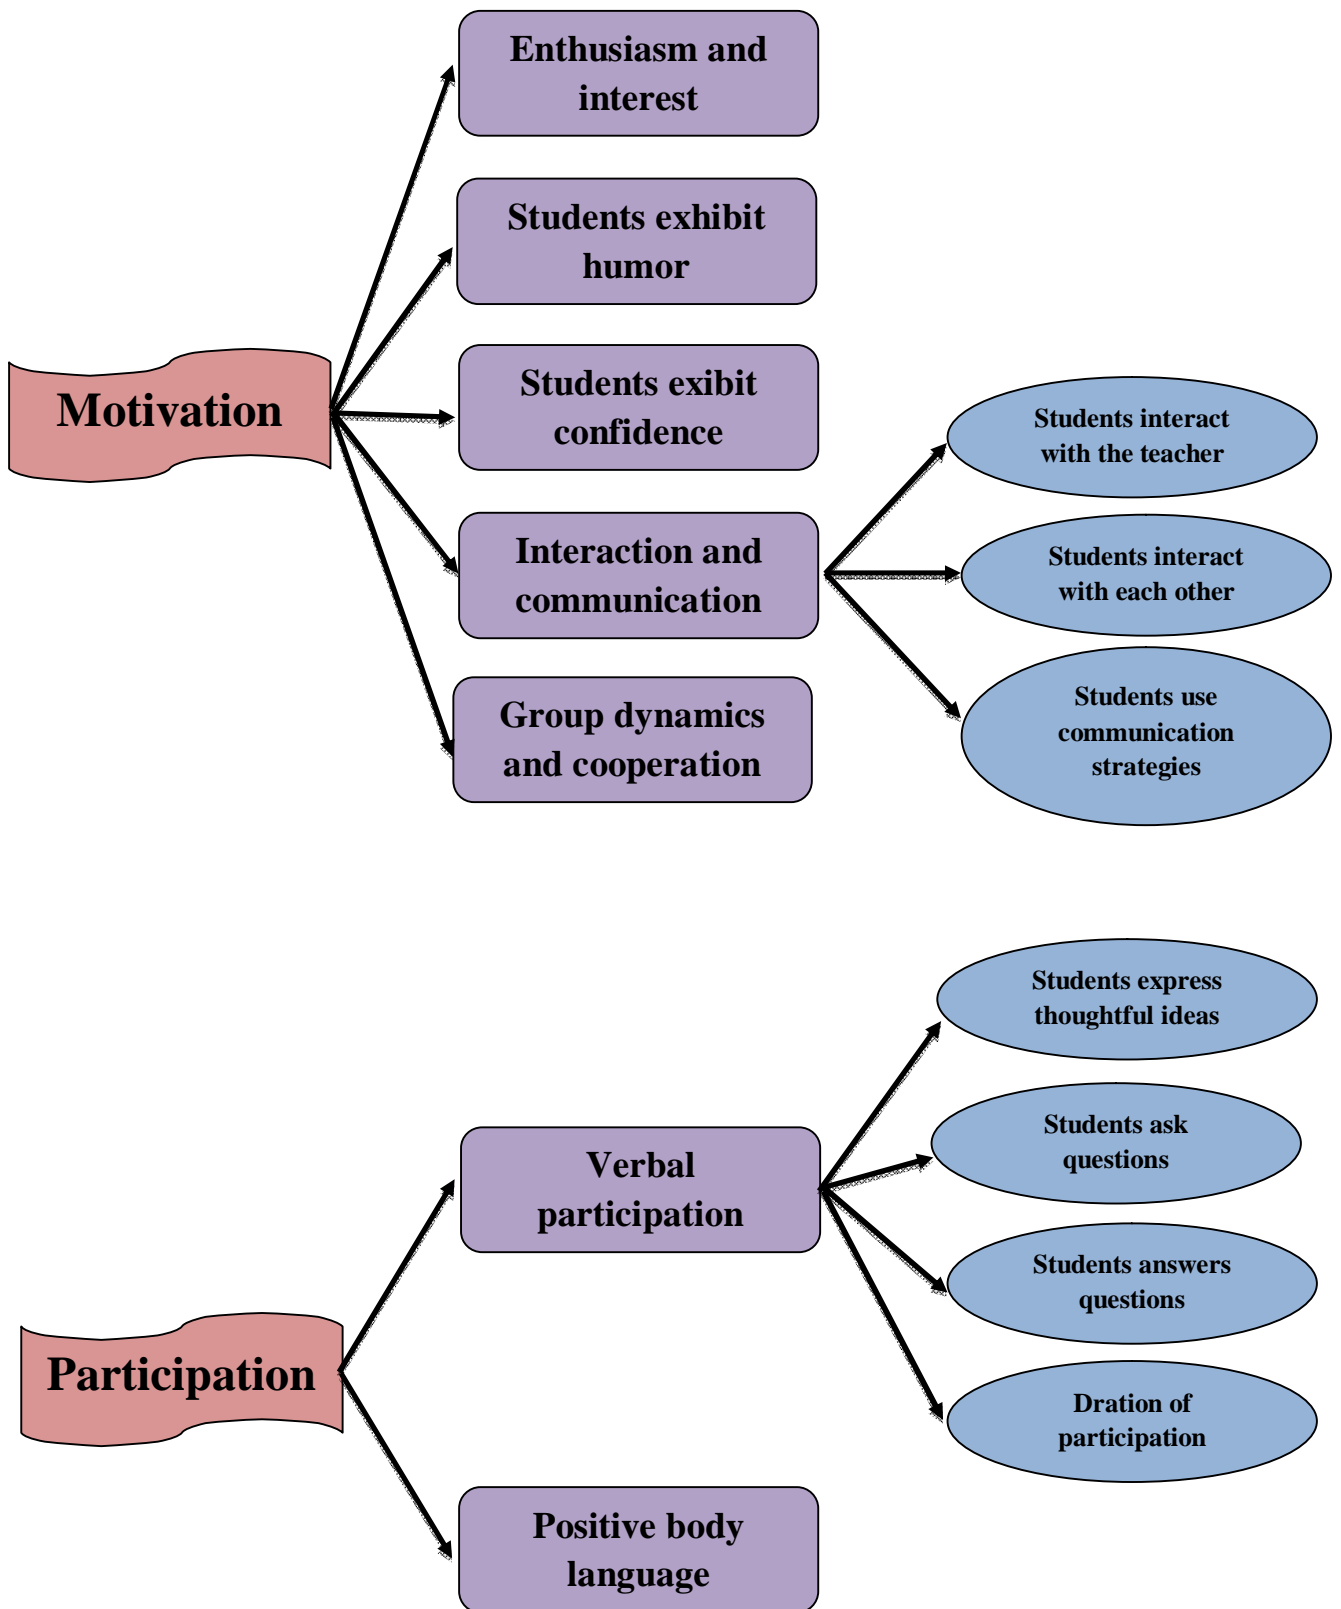 Enthusiasm and
interest
Students exhibit
humor
Motivation
Students exibit
confidence
Students interact
with the teacher
Interaction and
communication
Students interact
with each other
Group dynamics
and cooperation
Students use
communication
strategies
Students express
thoughtful ideas
Students ask
questions
Verbal
participation
Students answers
questions
Participation
Dration of
participation
Positive body
language